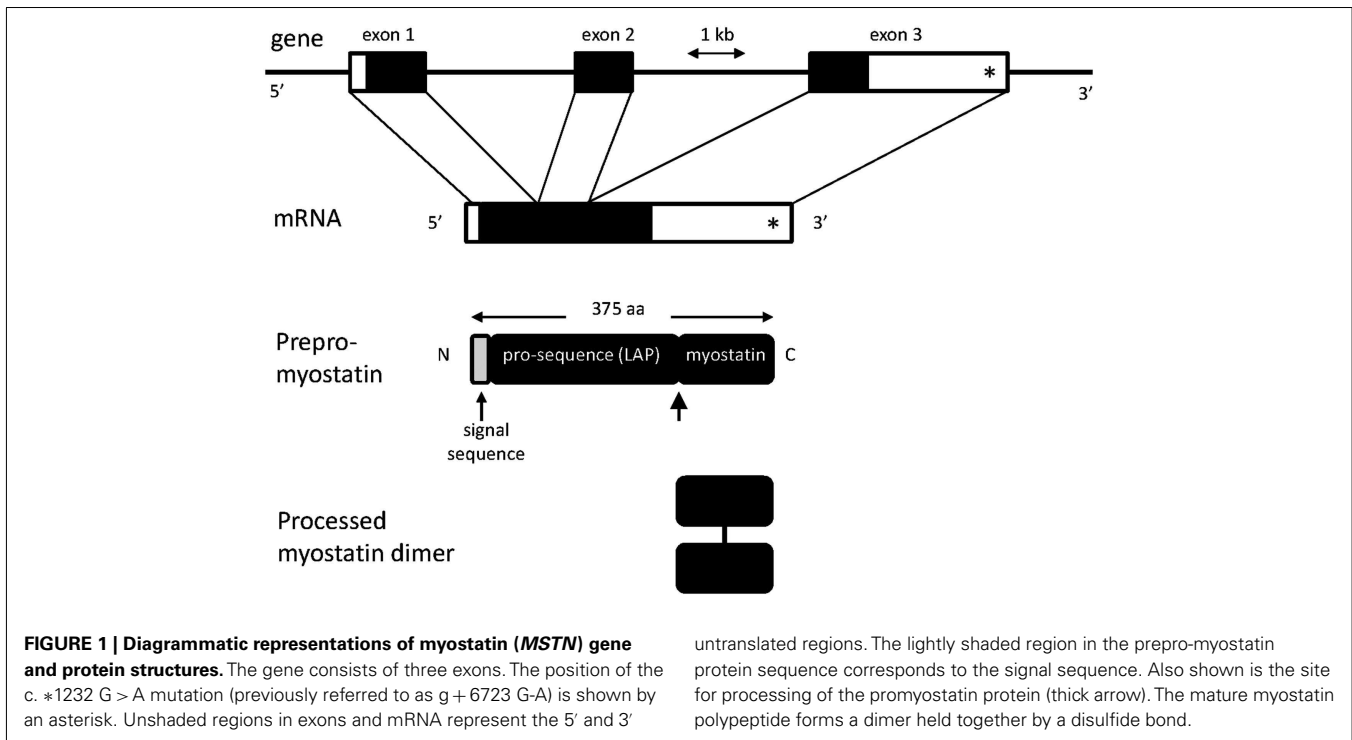 gene
exon 1
exon 2
1 kb
exon 3
*
5′
3′
mRNA
5′
*
3′
375 aa
Prepro-
myostatin
N
pro-sequence (LAP)
myostatin
C
signal
sequence
Processed
myostatin dimer
FIGURE 1 | Diagrammatic representations of myostatin (MSTN) gene
and protein structures. The gene consists of three exons. The position of the
c. *1232 G > A mutation (previously referred to as g + 6723 G-A) is shown by
an asterisk. Unshaded regions in exons and mRNA represent the 5′ and 3′
untranslated regions. The lightly shaded region in the prepro-myostatin
protein sequence corresponds to the signal sequence. Also shown is the site
for processing of the promyostatin protein (thick arrow). The mature myostatin
polypeptide forms a dimer held together by a disulfide bond.